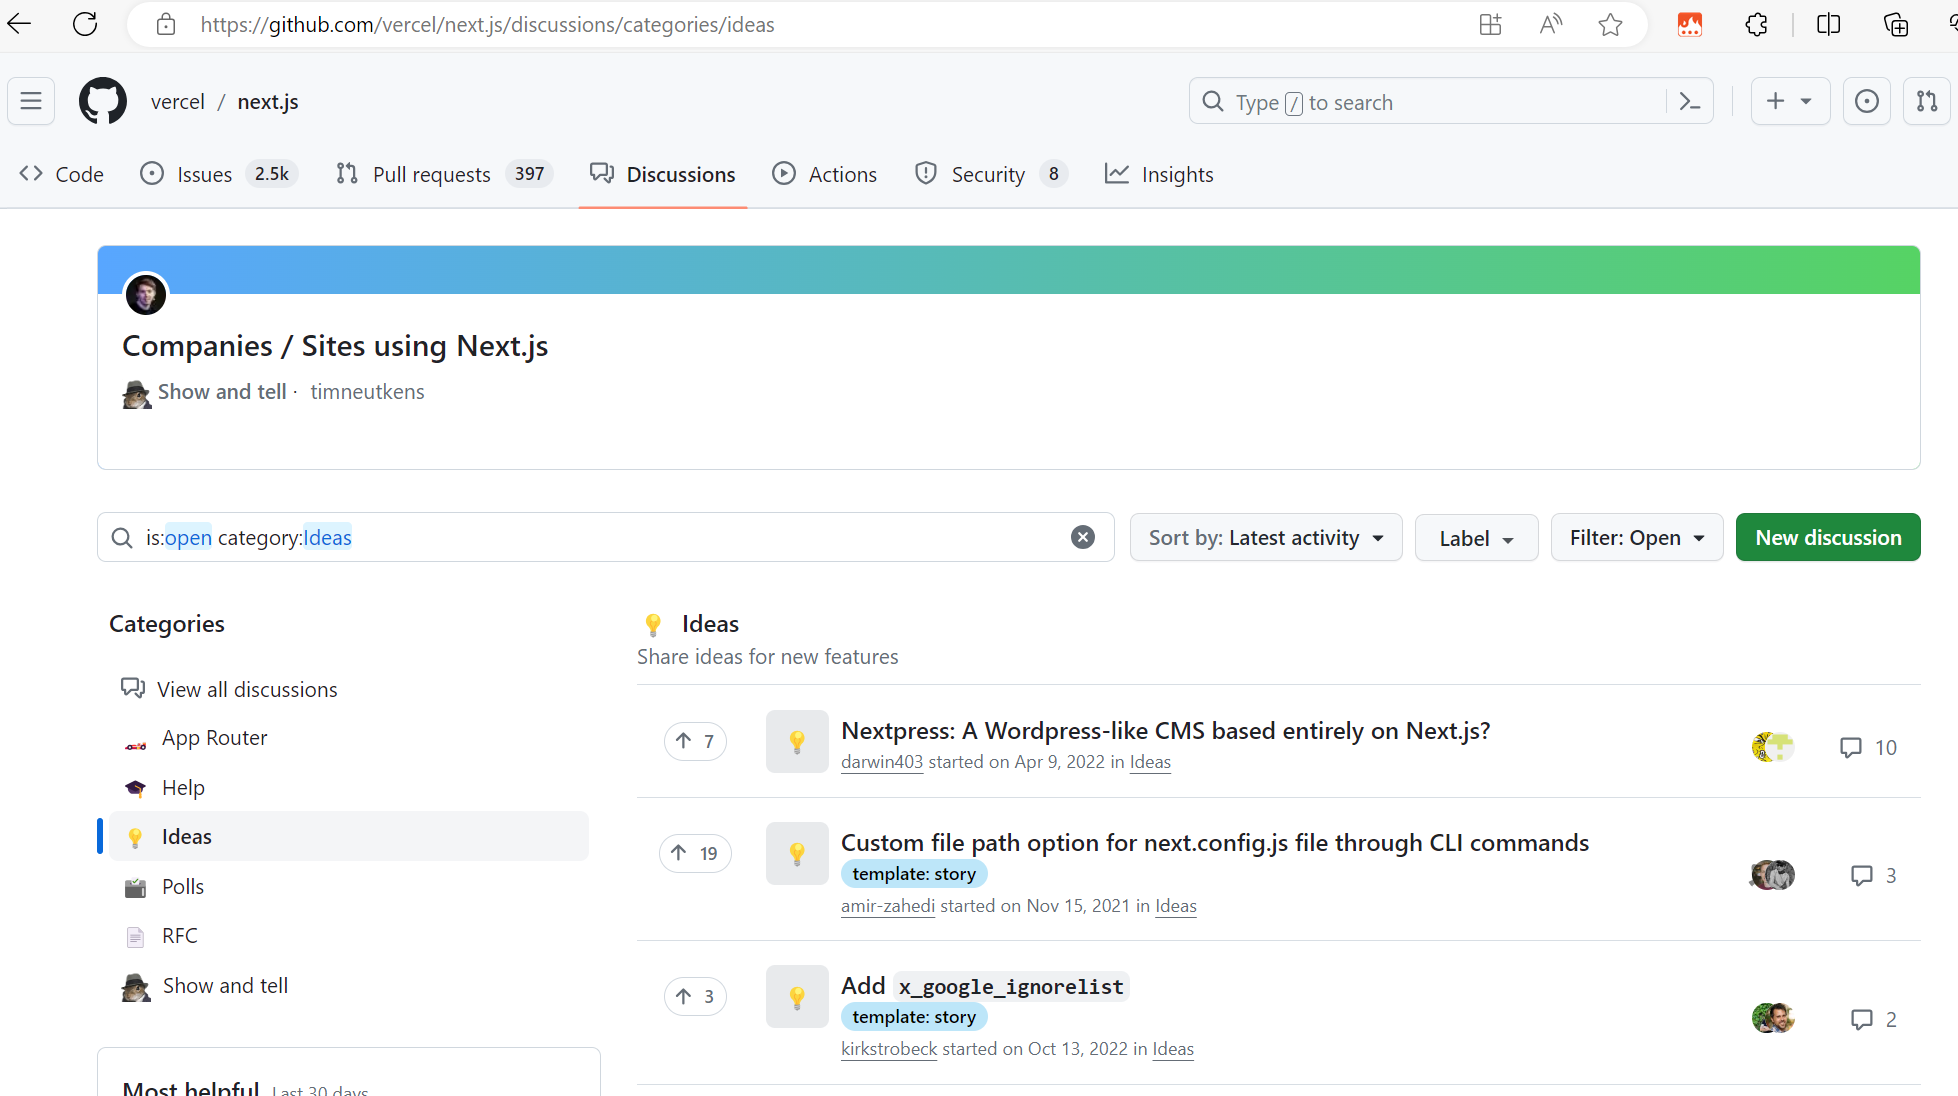 https://github.com/vercel/next.js/discussions/categories/ideas
vercel / next.js
Type / to search
Code
Issues 2.5k
Pull requests 397
Discussions
Actions
Security 8
Insights
Companies / Sites using Next.js
Show and tell · timneutkens
is:open category:Ideas
Sort by: Latest activity
Label
Filter: Open
New discussion
Categories
View all discussions
App Router
Help
Ideas
Polls
RFC
Show and tell
Most helpful Last 30 days
Ideas
Share ideas for new features
7
Nextpress: A Wordpress-like CMS based entirely on Next.js?
darwin403 started on Apr 9, 2022 in Ideas
10
19
Custom file path option for next.config.js file through CLI commands
template: story
amir-zahedi started on Nov 15, 2021 in Ideas
3
3
Add x_google_ignorelist
template: story
kirkstrobeck started on Oct 13, 2022 in Ideas
2